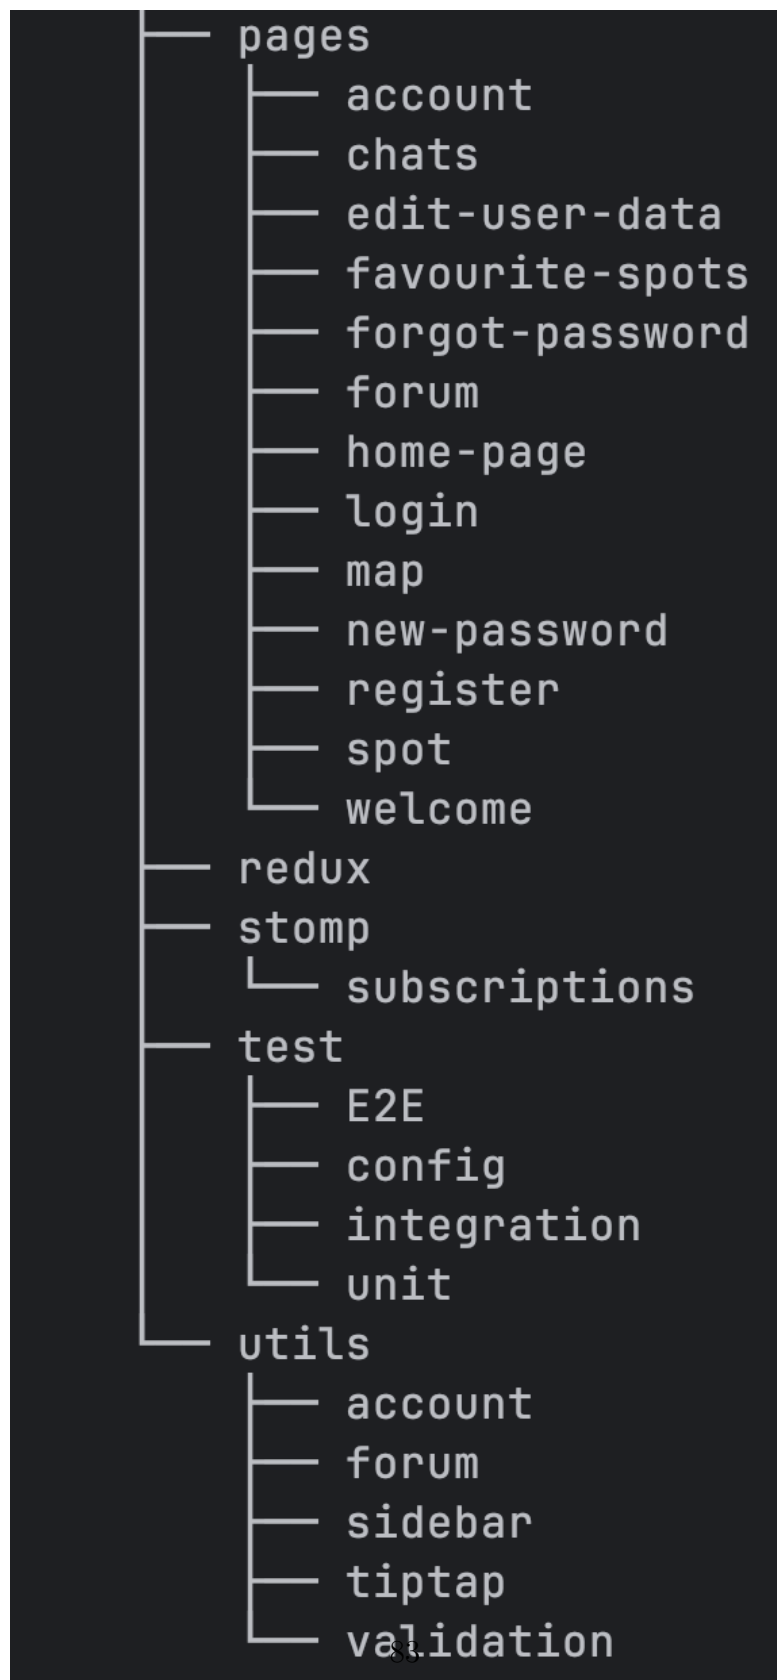 pages
account
chats
edit-user-data
favourite-spots
forgot-password
forum
home-page
login
map
new-password
register
spot
welcome
redux
stomp
subscriptions
test
E2E
config
integration
unit
utils
account
forum
sidebar
tiptap
validation
83